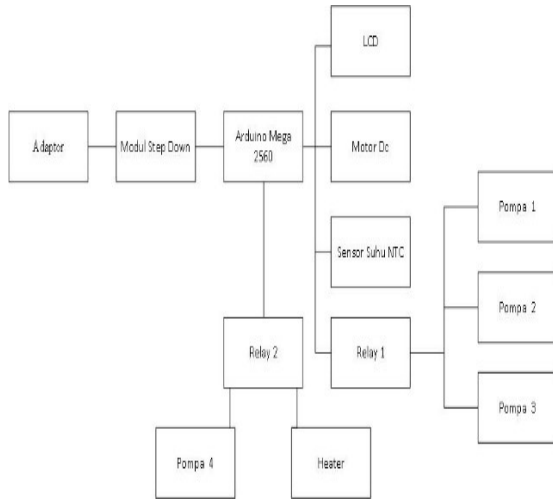 LCD
Adaptor
Modul Step Down
Arduino Mega
2560
Motor Dc
Pompa 1
Sensor Suhu NTC
Pompa 2
Relay 2
Relay 1
Pompa 3
Pompa 4
Heater